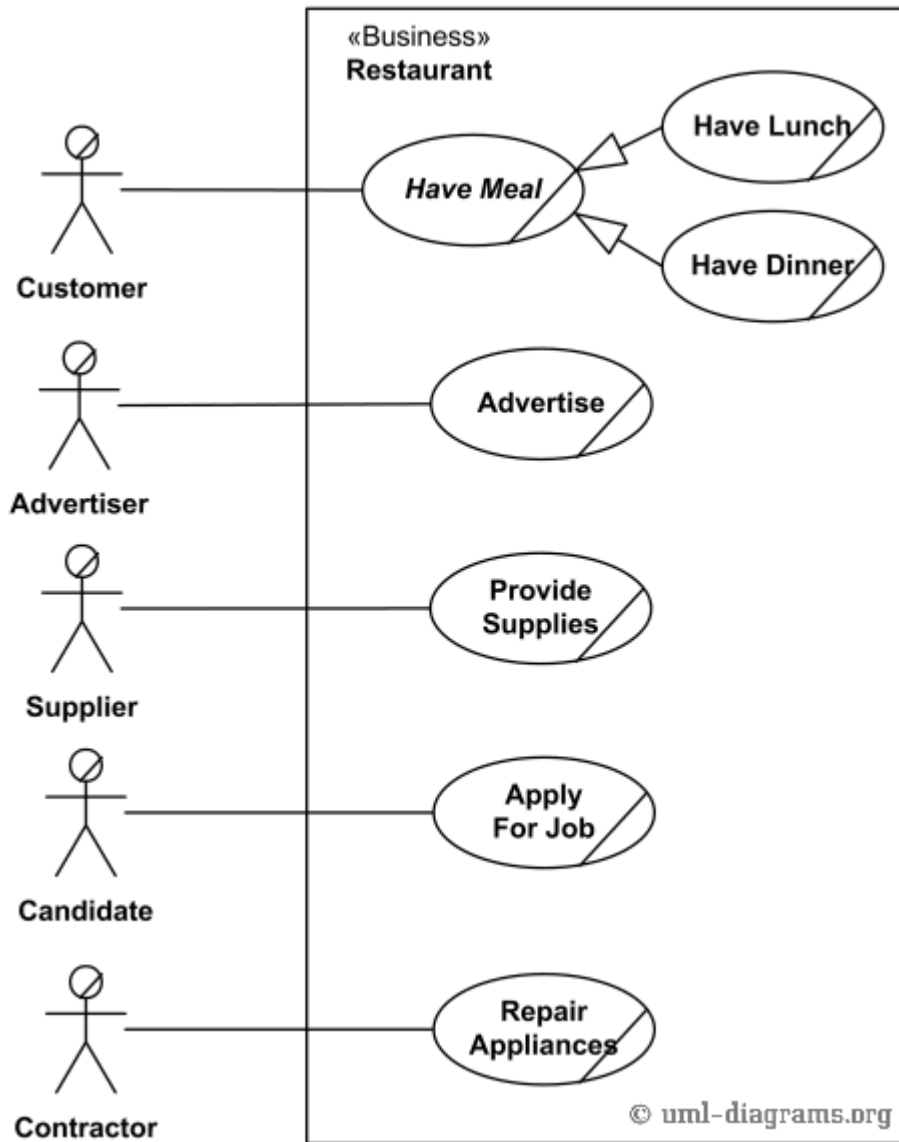 «Business»
Restaurant
Have Lunch
Have Meal
Have Dinner
Customer
Advertise
Advertiser
Provide
Supplies
Supplier
Apply
For Job
Candidate
Repair
Appliances
Contractor
© uml-diagrams.org